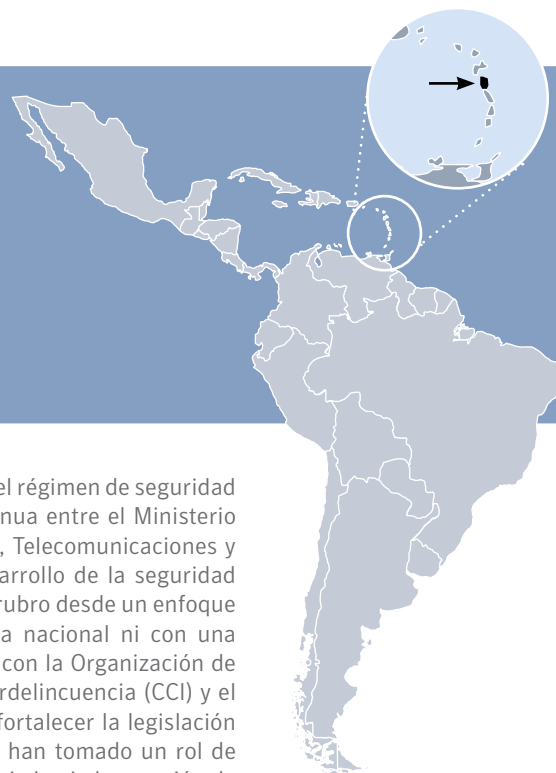 el régimen de seguridad
nua entre el Ministerio
, Telecomunicaciones y
arrollo de la seguridad
rubro desde un enfoque
a nacional ni con una
con la Organización de
rdelincuencia (CCI) y el
fortalecer la legislación
han tomado un rol de